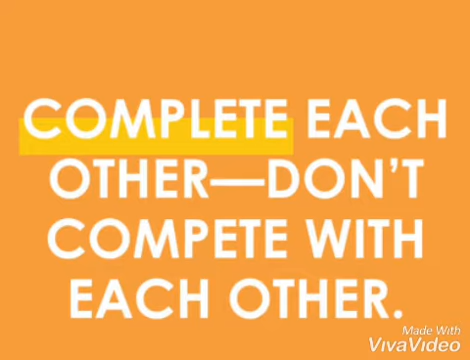 COMPLETE EACH
OTHER—DON'T
COMPETE WITH
EACH OTHER.
Made With
VivaVideo